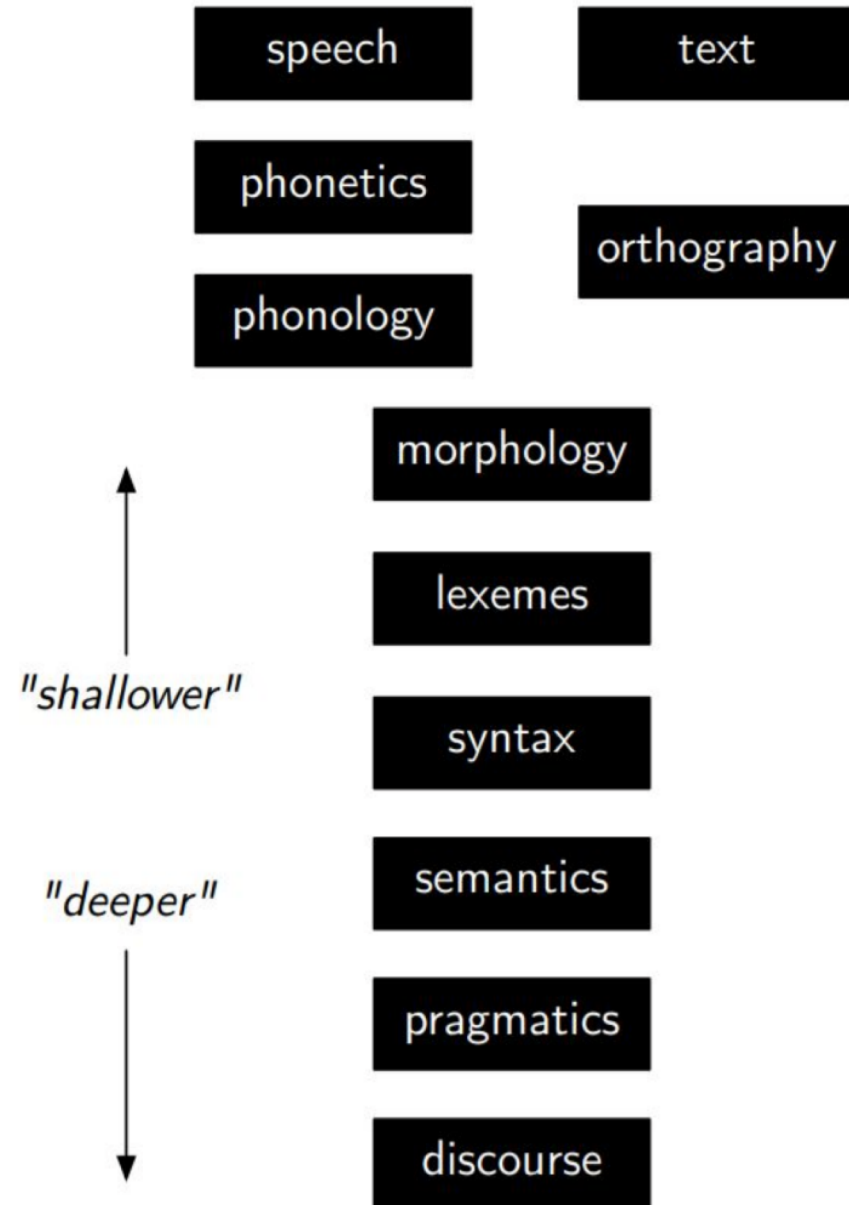 speech
text
phonetics
orthography
phonology
morphology
lexemes
"shallower"
syntax
semantics
"deeper"
pragmatics
discourse